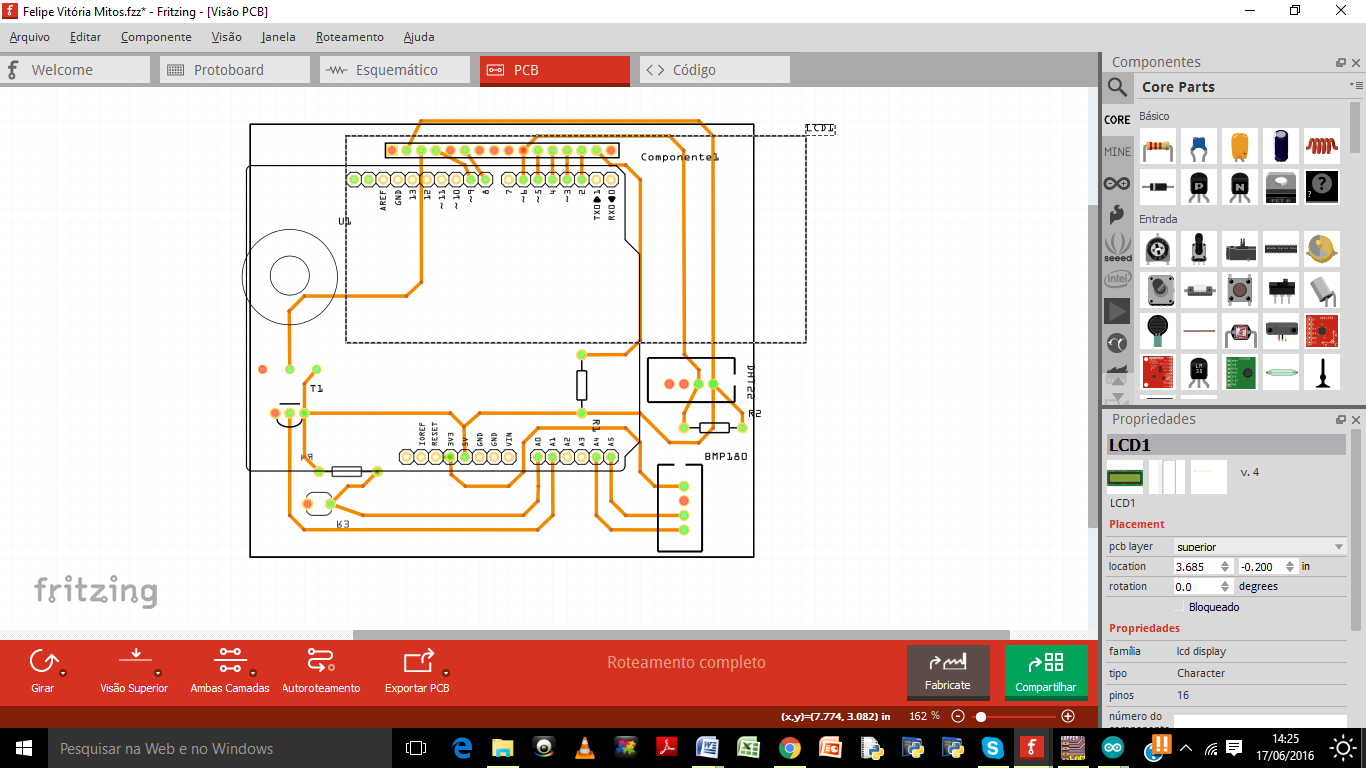 Felipe Vitória Mitos.fzz* - Fritzing - [Visão PCB]
Arquivo Editar Componente Visão Janela Roteamento Ajuda
Welcome Protoboard Esquemático PCB Código
LCD1
Componente1
AREF GND 13 12 ~11 ~10 ~9 8 7 ~6 ~5 4 ~3 2 TX0 1 RX0 0
U1
T1
DHT22
R2
R1
IOREF RESET 3V3 5V GND GND VIN A0 A1 A2 A3 A4 A5
BMP180
R3
fritzing
Componentes
Core Parts
CORE
MINE
seeed
intel
Básico
Entrada
Propriedades
LCD1
v. 4
LCD1
Placement
pcb layer superior
location 3.685 -0.200 in
rotation 0.0 degrees
Bloqueado
Propriedades
família lcd display
tipo Character
pinos 16
número do
Girar Visão Superior Ambas Camadas Autoroteamento Exportar PCB
Roteamento completo
Fabricate Compartilhar
(x,y)=(7.774, 3.082) in 162 %
Pesquisar na Web e no Windows
14:25
17/06/2016